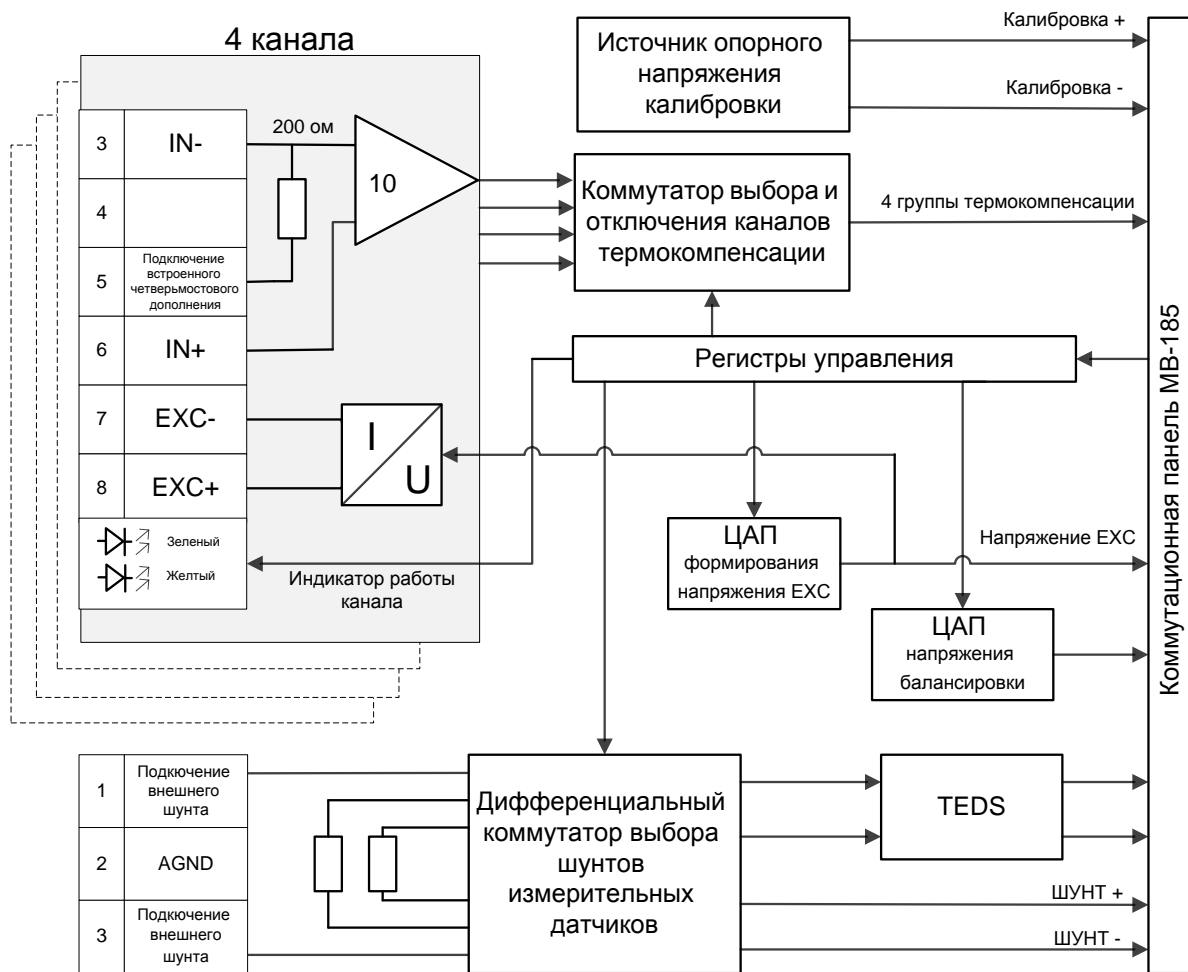 4 канала
3
IN-
200 ом
10
4
5
Подключение
встроенного
четвермостового
дополнения
6
IN+
7
EXC-
I
U
8
EXC+
Зеленый
Желтый
Индикатор работы
канала
Источник опорного
напряжения
калибровки
Калибровка +
Калибровка -
Коммутатор выбора и
отключения каналов
термокомпенсации
4 группы термокомпенсации
Регистры управления
ЦАП
формирования
напряжения EXC
Напряжение EXC
ЦАП
напряжения
балансировки
Коммутационная панель МВ-185
1
Подкючение
внешнего
шунта
2
AGND
3
Подкючение
внешнего
шунта
Дифференциальный
коммутатор выбора
шунтов
измерительных
датчиков
TEDS
ШУНТ +
ШУНТ -